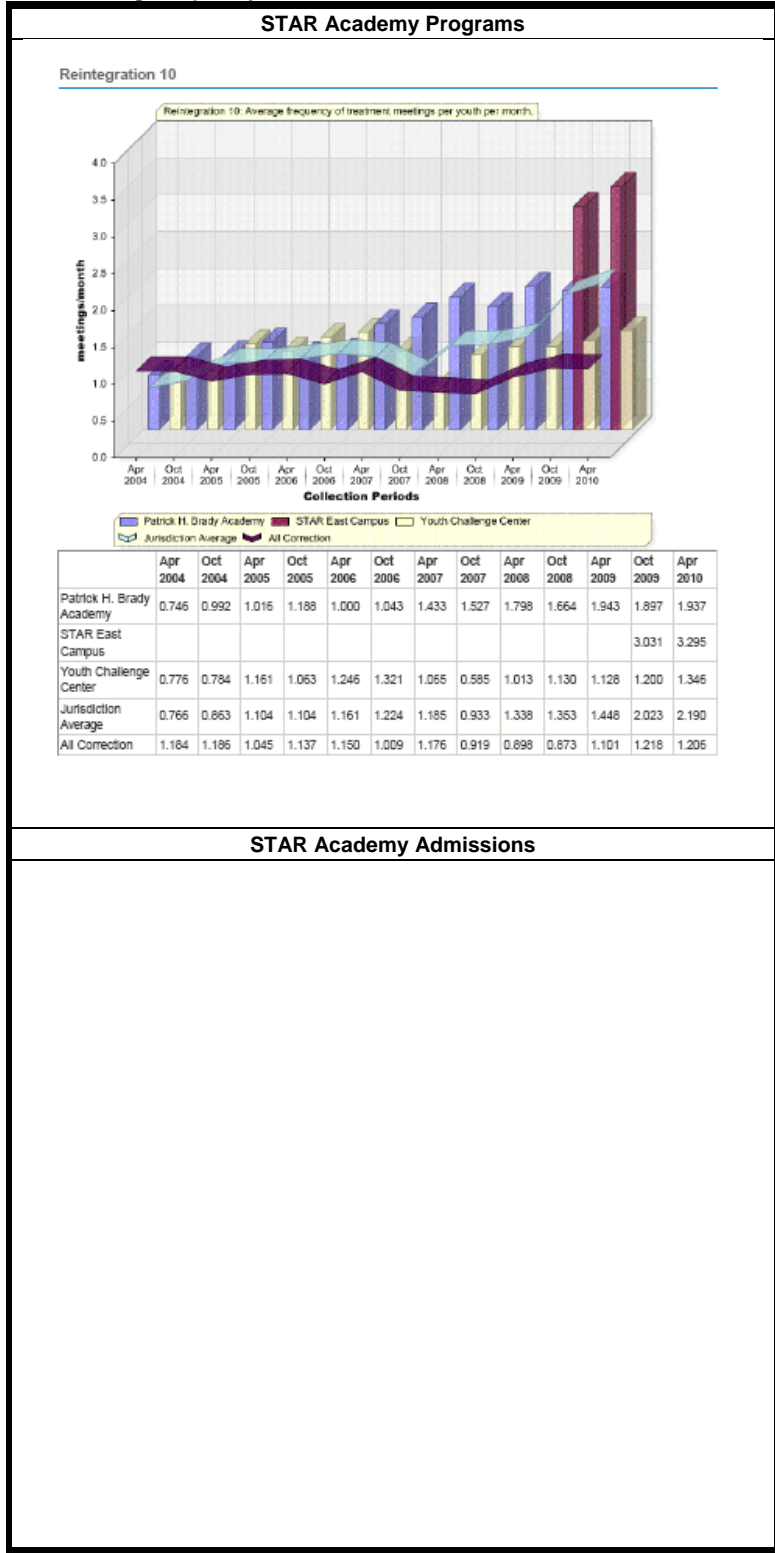 STAR Academy Programs
Reintegration 10
Reintegration 10: Average frequency of treatment meetings per youth per month.
4.0
3.5
3.0
2.5
2.0
1.5
1.0
0.5
0.0
meetings/month
Apr 2004 Oct 2004 Apr 2005 Oct 2005 Apr 2006 Oct 2006 Apr 2007 Oct 2007 Apr 2008 Oct 2008 Apr 2009 Oct 2009 Apr 2010
Collection Periods
Patrick H. Brady Academy STAR East Campus Youth Challenge Center
Jurisdiction Average All Correction
Apr 2004 Oct 2004 Apr 2005 Oct 2005 Apr 2006 Oct 2006 Apr 2007 Oct 2007 Apr 2008 Oct 2008 Apr 2009 Oct 2009 Apr 2010
Patrick H. Brady Academy 0.746 0.992 1.016 1.188 1.000 1.043 1.433 1.527 1.798 1.664 1.943 1.897 1.937
STAR East Campus 3.031 3.295
Youth Challenge Center 0.776 0.784 1.161 1.063 1.246 1.321 1.065 0.585 1.013 1.130 1.128 1.200 1.346
Jurisdiction Average 0.766 0.863 1.104 1.104 1.161 1.224 1.185 0.933 1.338 1.353 1.448 2.023 2.190
All Correction 1.184 1.186 1.045 1.137 1.150 1.009 1.176 0.919 0.898 0.873 1.101 1.218 1.206
STAR Academy Admissions